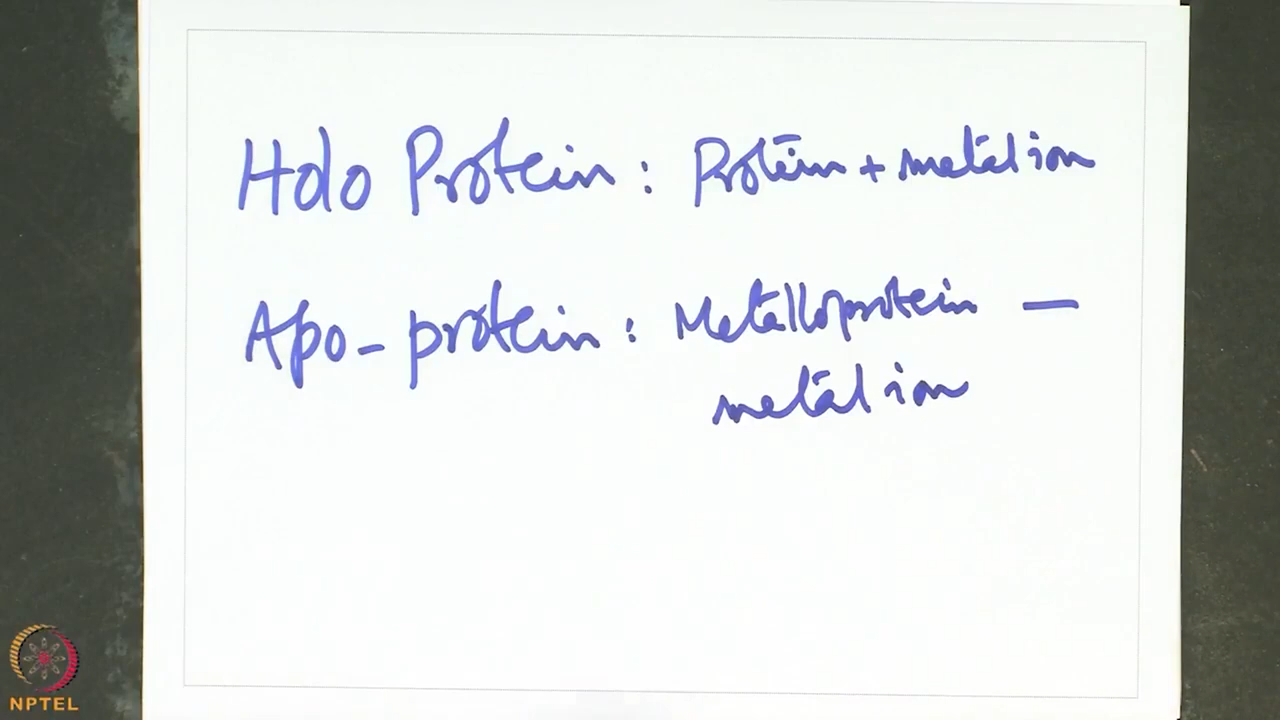 Holo Protein : Protein + metal ion
Apo - protein : Metalloprotein —
metal ion
NPTEL